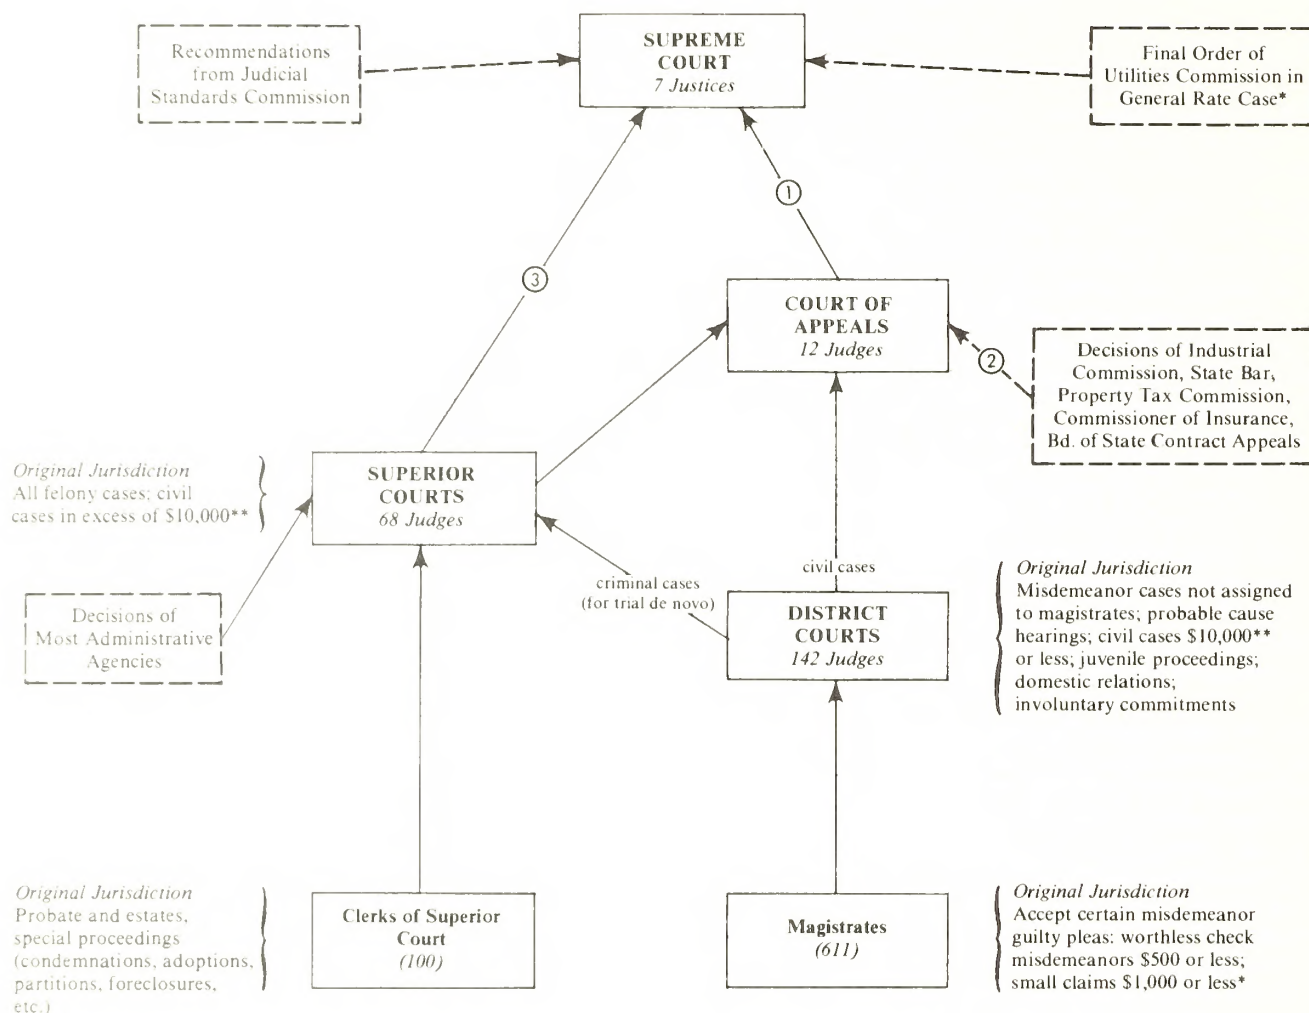 SUPREME
COURT
7 Justices
Recommendations
from Judicial
Standards Commission
Final Order of
Utilities Commission in
General Rate Case*
1
3
COURT OF
APPEALS
12 Judges
2
Decisions of Industrial
Commission, State Bar,
Property Tax Commission,
Commissioner of Insurance,
Bd. of State Contract Appeals
Original Jurisdiction
All felony cases; civil
cases in excess of $10,000**
SUPERIOR
COURTS
68 Judges
criminal cases
(for trial de novo)
civil cases
Decisions of
Most Administrative
Agencies
DISTRICT
COURTS
142 Judges
Original Jurisdiction
Misdemeanor cases not assigned
to magistrates; probable cause
hearings; civil cases $10,000**
or less; juvenile proceedings;
domestic relations;
involuntary commitments
Original Jurisdiction
Probate and estates,
special proceedings
(condemnations, adoptions,
partitions, foreclosures,
etc.)
Clerks of Superior
Court
(100)
Magistrates
(611)
Original Jurisdiction
Accept certain misdemeanor
guilty pleas: worthless check
misdemeanors $500 or less;
small claims $1,000 or less*